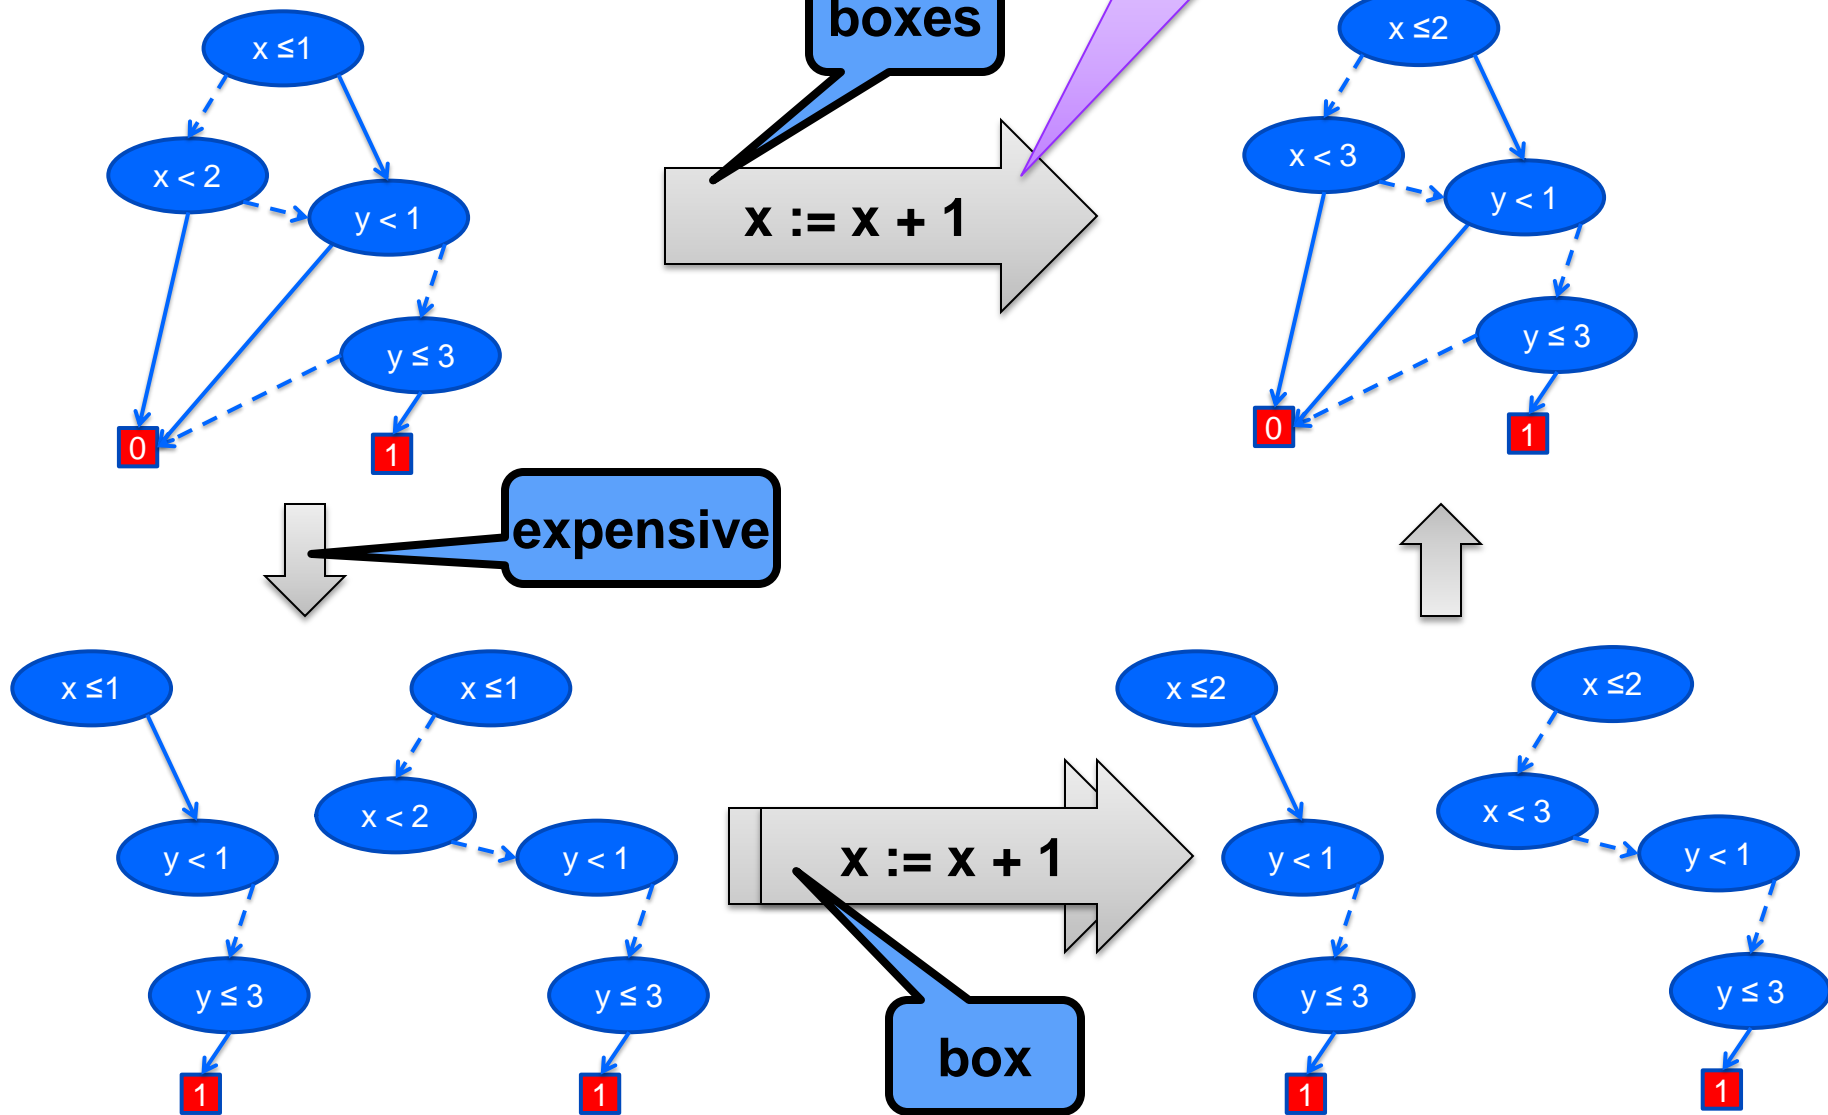 boxes
x ≤1
x < 2
y < 1
y ≤ 3
0
1
x := x + 1
x ≤2
x < 3
y < 1
y ≤ 3
0
1
expensive
x ≤1
y < 1
y ≤ 3
1
x ≤1
x < 2
y < 1
y ≤ 3
1
x := x + 1
box
x ≤2
y < 1
y ≤ 3
1
x ≤2
x < 3
y < 1
y ≤ 3
1